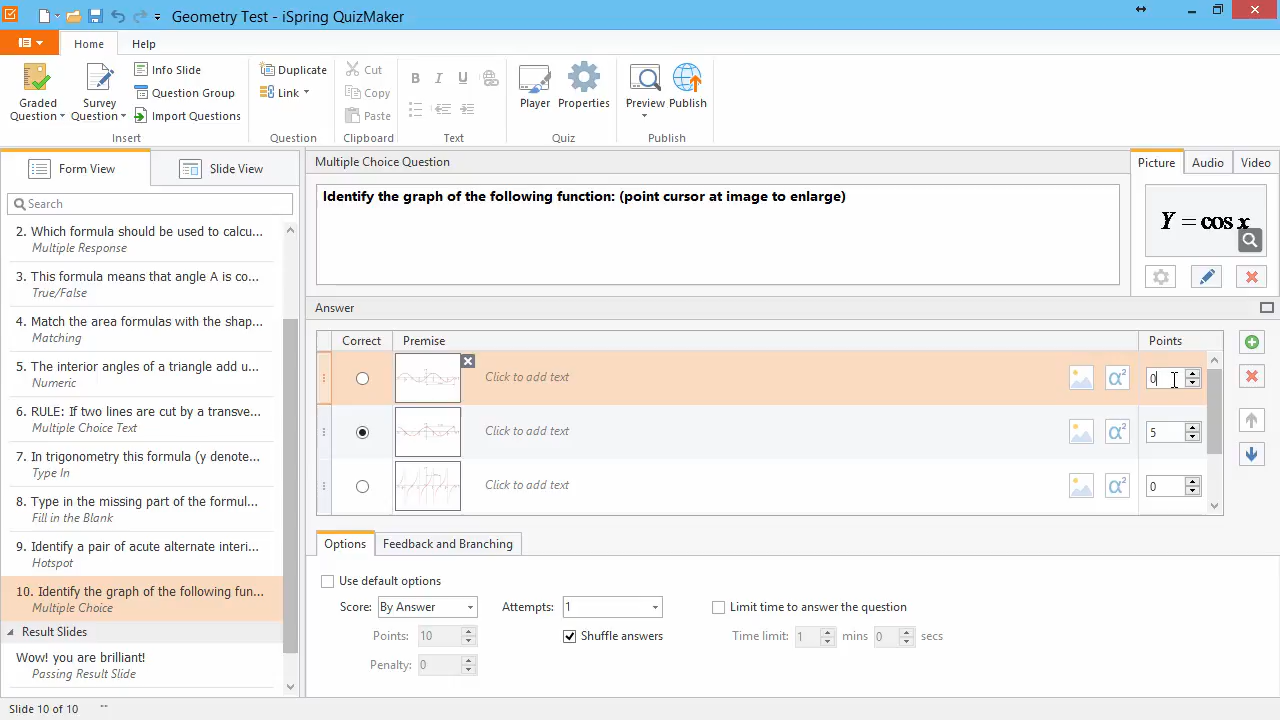 Geometry Test - iSpring QuizMaker
Home
Help
Graded Question
Survey Question
Info Slide
Question Group
Import Questions
Insert
Duplicate
Link
Question
Cut
Copy
Paste
Clipboard
B I U
Text
Player
Properties
Quiz
Preview
Publish
Publish
Form View
Slide View
Search
2. Which formula should be used to calcu...
Multiple Response
3. This formula means that angle A is co...
True/False
4. Match the area formulas with the shap...
Matching
5. The interior angles of a triangle add u...
Numeric
6. RULE: If two lines are cut by a transve...
Multiple Choice Text
7. In trigonometry this formula (y denote...
Type In
8. Type in the missing part of the formul...
Fill in the Blank
9. Identify a pair of acute alternate interi...
Hotspot
10. Identify the graph of the following fun...
Multiple Choice
Result Slides
Wow! you are brilliant!
Passing Result Slide
Slide 10 of 10
Multiple Choice Question
Identify the graph of the following function: (point cursor at image to enlarge)
Picture
Audio
Video
Y = cos x
Answer
Correct
Premise
Points
Click to add text
α²
0
Click to add text
α²
5
Click to add text
α²
0
Options
Feedback and Branching
Use default options
Score: By Answer
Attempts: 1
Limit time to answer the question
Points: 10
Shuffle answers
Time limit: 1 mins 0 secs
Penalty: 0